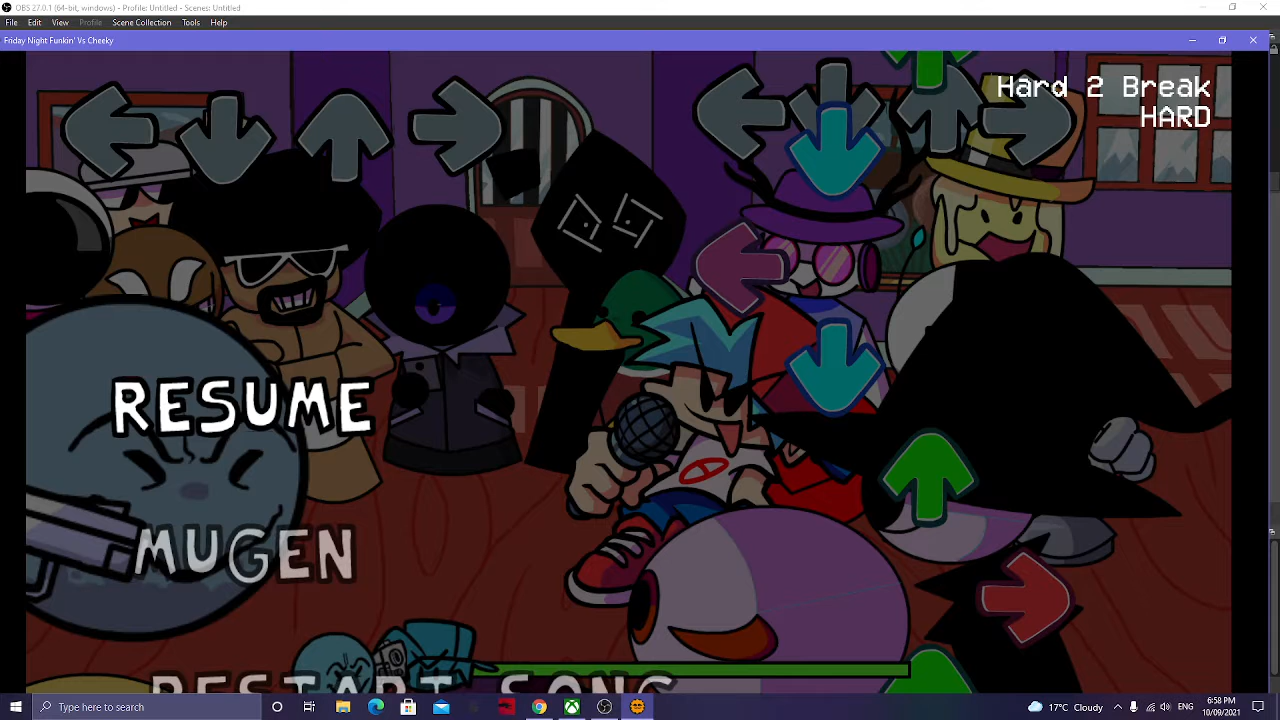 OBS 27.0.1 (64-bit, windows) - Profile: Untitled - Scenes: Untitled
File Edit View Profile Scene Collection Tools Help
Friday Night Funkin' Vs Cheeky
Hard 2 Break
HARD
RESUME
MUGEN
RESTART SONG
Type here to search
17°C Cloudy
ENG
6:58 PM
10/09/2021